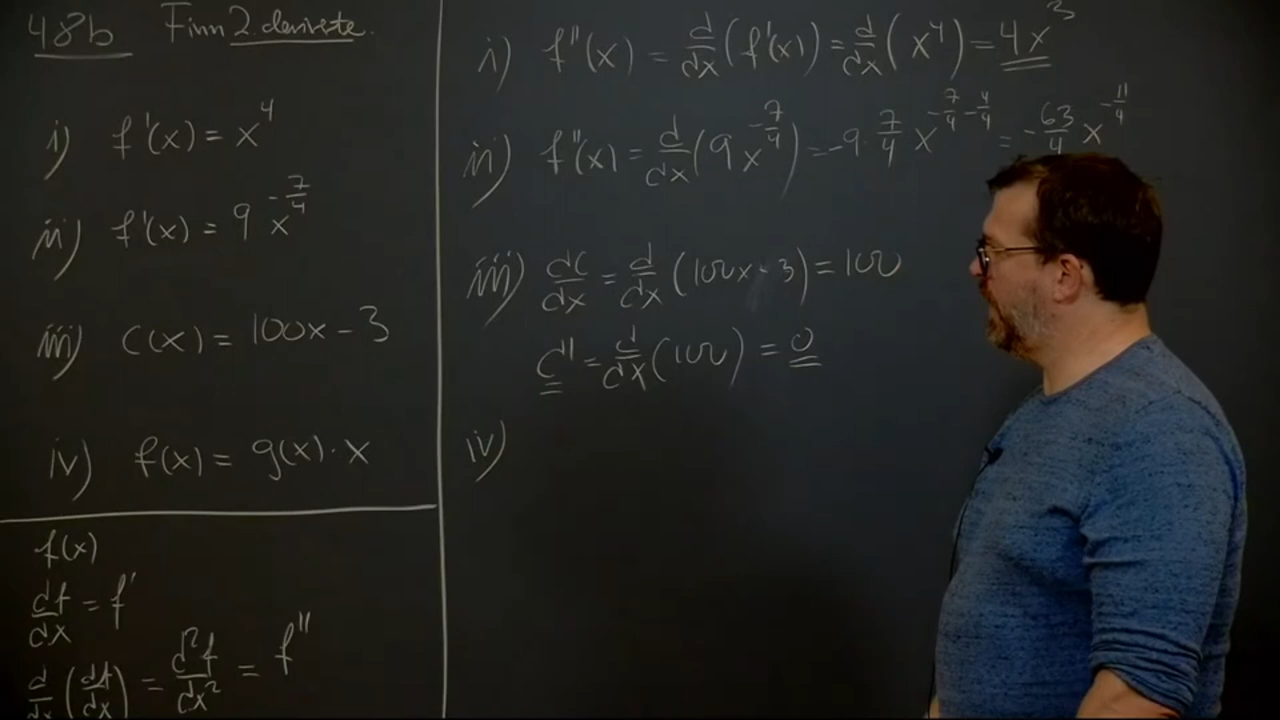 48b Finn 2. deriverte.
i) f'(x) = x^4
ii) f'(x) = 9 x^{-7/4}
iii) C(x) = 100x - 3
iv) f(x) = g(x) · x
f(x)
df/dx = f'
d/dx (df/dx) = d²f/dx² = f''
i) f''(x) = d/dx (f'(x)) = d/dx (x^4) = 4x^3
ii) f''(x) = d/dx (9x^{-7/4}) = -9 · 7/4 x^{-7/4 - 4/4} = -63/4 x^{-11/4}
iii) dC/dx = d/dx (100x - 3) = 100
C'' = d/dx (100) = 0
iv)